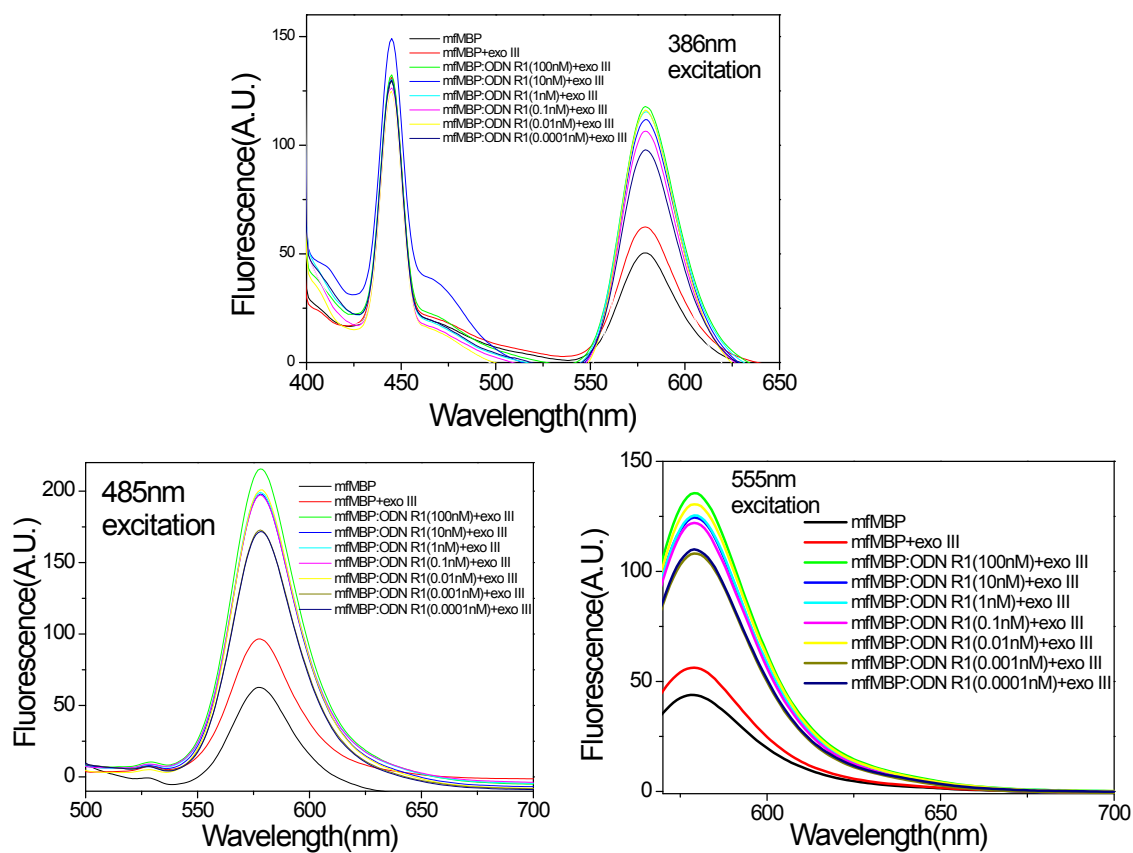 150
100
50
0
400
450
500
550
600
650
Fluorescence(A.U.)
Wavelength(nm)
mfMBP
mfMBP+exo III
mfMBP:ODN R1(100nM)+exo III
mfMBP:ODN R1(10nM)+exo III
mfMBP:ODN R1(1nM)+exo III
mfMBP:ODN R1(0.1nM)+exo III
mfMBP:ODN R1(0.01nM)+exo III
mfMBP:ODN R1(0.0001nM)+exo III
386nm
excitation
200
150
100
50
0
500
550
600
650
700
Fluorescence(A.U.)
Wavelength(nm)
485nm
excitation
mfMBP
mfMBP+exo III
mfMBP:ODN R1(100nM)+exo III
mfMBP:ODN R1(10nM)+exo III
mfMBP:ODN R1(1nM)+exo III
mfMBP:ODN R1(0.1nM)+exo III
mfMBP:ODN R1(0.01nM)+exo III
mfMBP:ODN R1(0.001nM)+exo III
mfMBP:ODN R1(0.0001nM)+exo III
150
100
50
0
600
650
700
Fluorescence(A.U.)
Wavelength(nm)
555nm
excitation
mfMBP
mfMBP+exo III
mfMBP:ODN R1(100nM)+exo III
mfMBP:ODN R1(10nM)+exo III
mfMBP:ODN R1(1nM)+exo III
mfMBP:ODN R1(0.1nM)+exo III
mfMBP:ODN R1(0.01nM)+exo III
mfMBP:ODN R1(0.001nM)+exo III
mfMBP:ODN R1(0.0001nM)+exo III